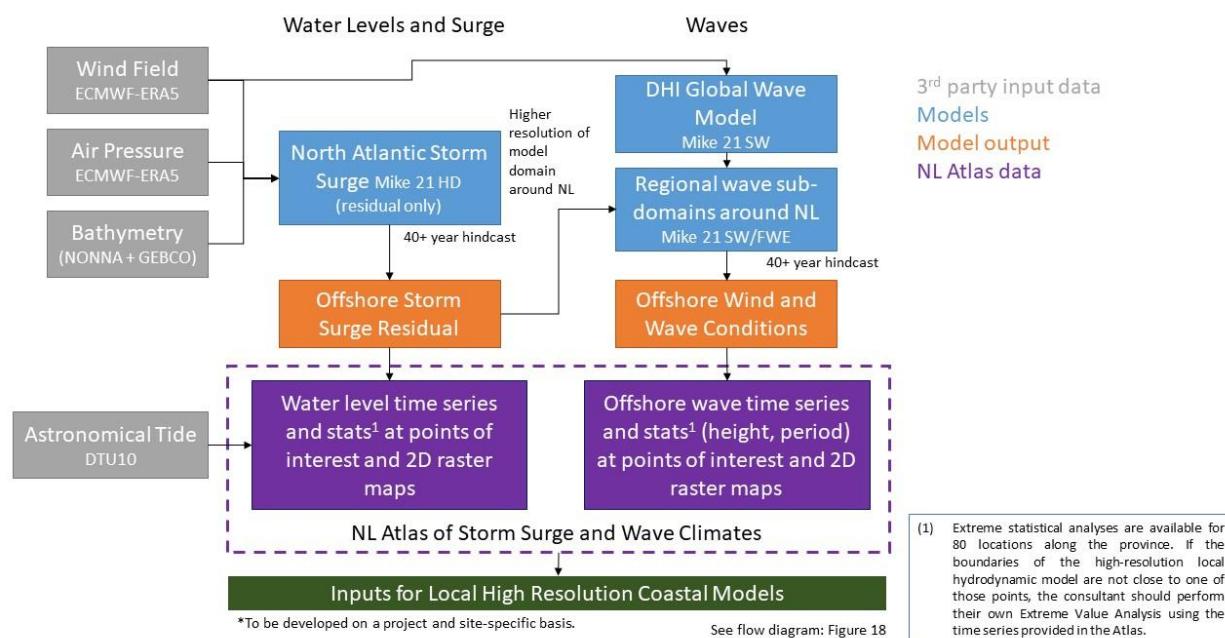 Water Levels and Surge
Waves
Wind Field
ECMWF-ERA5
Air Pressure
ECMWF-ERA5
Bathymetry
(NONNA + GEBCO)
North Atlantic Storm
Surge Mike 21 HD
(residual only)
40+ year hindcast
Higher
resolution of
model
domain
around NL
DHI Global Wave
Model
Mike 21 SW
Regional wave sub-
domains around NL
Mike 21 SW/FWE
40+ year hindcast
3rd party input data
Models
Model output
NL Atlas data
Offshore Storm
Surge Residual
Offshore Wind and
Wave Conditions
Astronomical Tide
DTU10
Water level time series
and stats¹ at points of
interest and 2D raster
maps
Offshore wave time series
and stats¹ (height, period)
at points of interest and 2D
raster maps
NL Atlas of Storm Surge and Wave Climates
Inputs for Local High Resolution Coastal Models
*To be developed on a project and site-specific basis.
See flow diagram: Figure 18
(1) Extreme statistical analyses are available for
80 locations along the province. If the
boundaries of the high-resolution local
hydrodynamic model are not close to one of
those points, the consultant should perform
their own Extreme Value Analysis using the
time series provided in the Atlas.